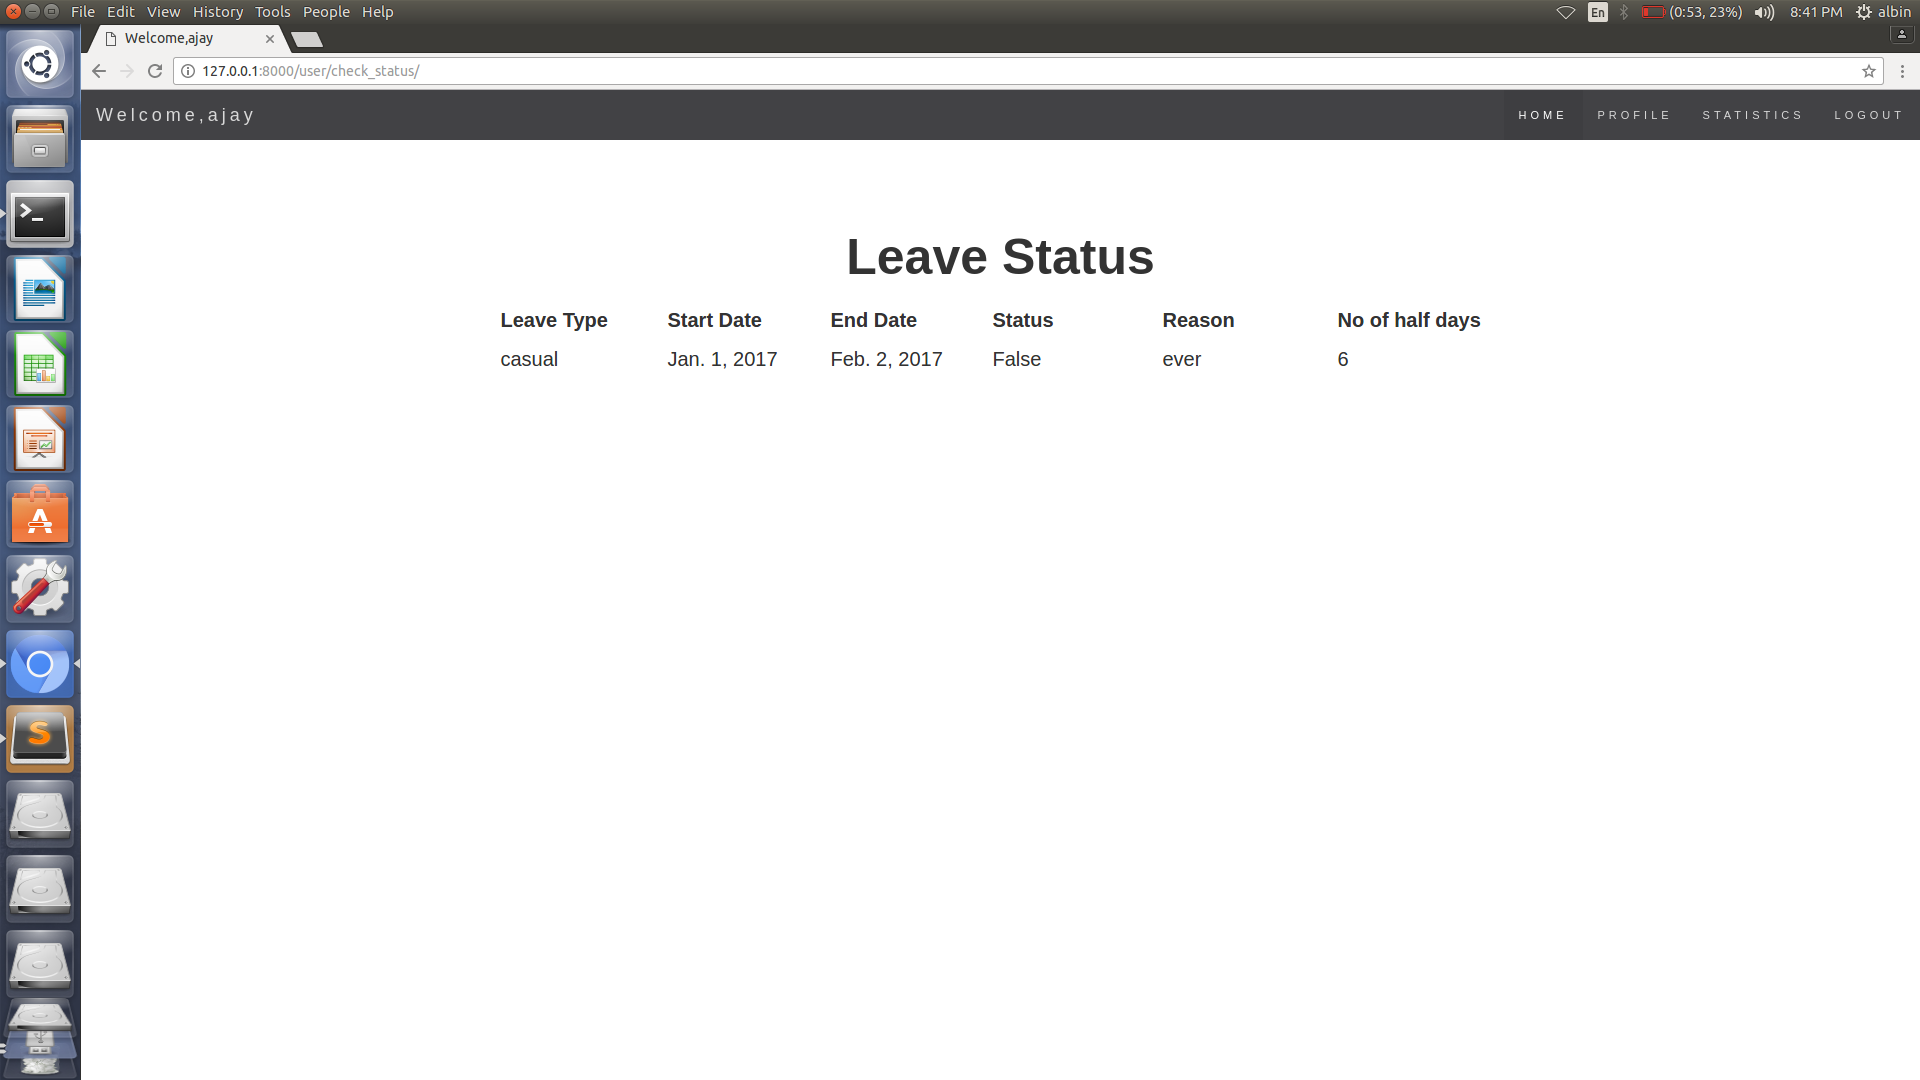 File Edit View History Tools People Help
En (0:53, 23%) 8:41 PM albin
Welcome,ajay
127.0.0.1:8000/user/check_status/
Welcome,ajay HOME PROFILE STATISTICS LOGOUT
Leave Status
Leave Type Start Date End Date Status Reason No of half days
casual Jan. 1, 2017 Feb. 2, 2017 False ever 6